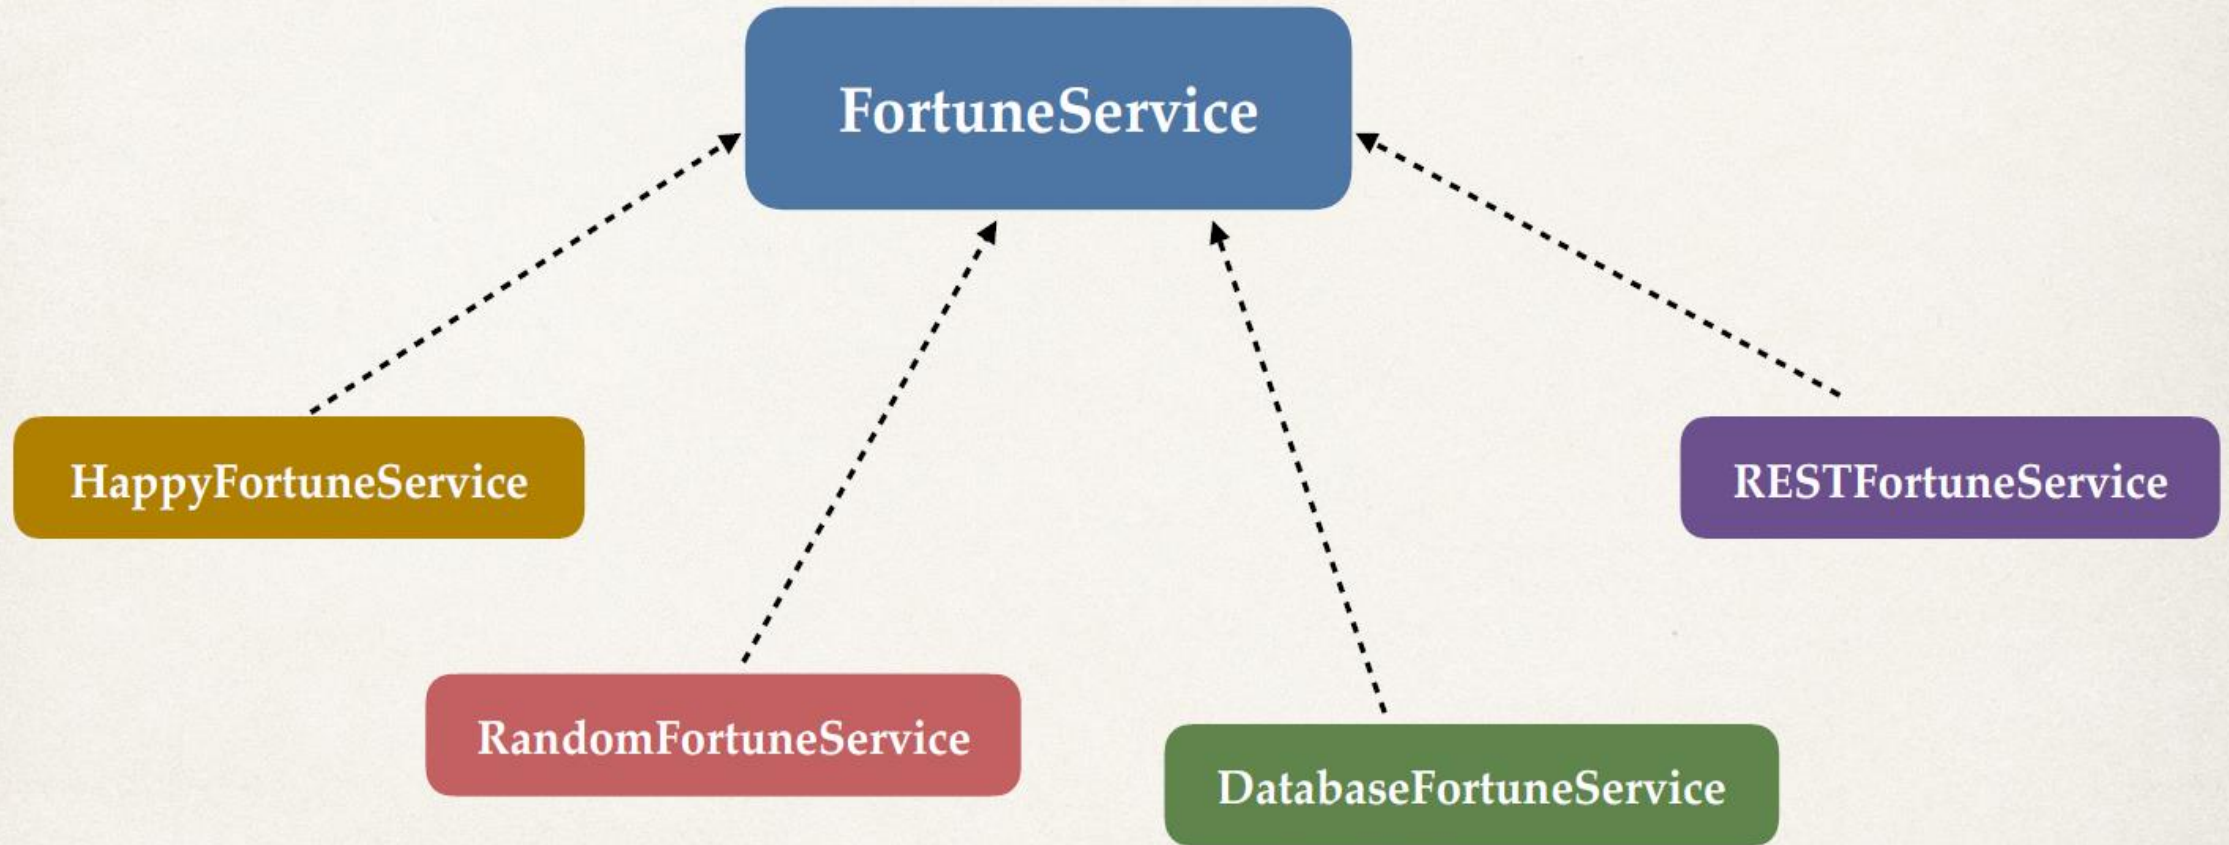 FortuneService
HappyFortuneService
RESTFortuneService
RandomFortuneService
DatabaseFortuneService